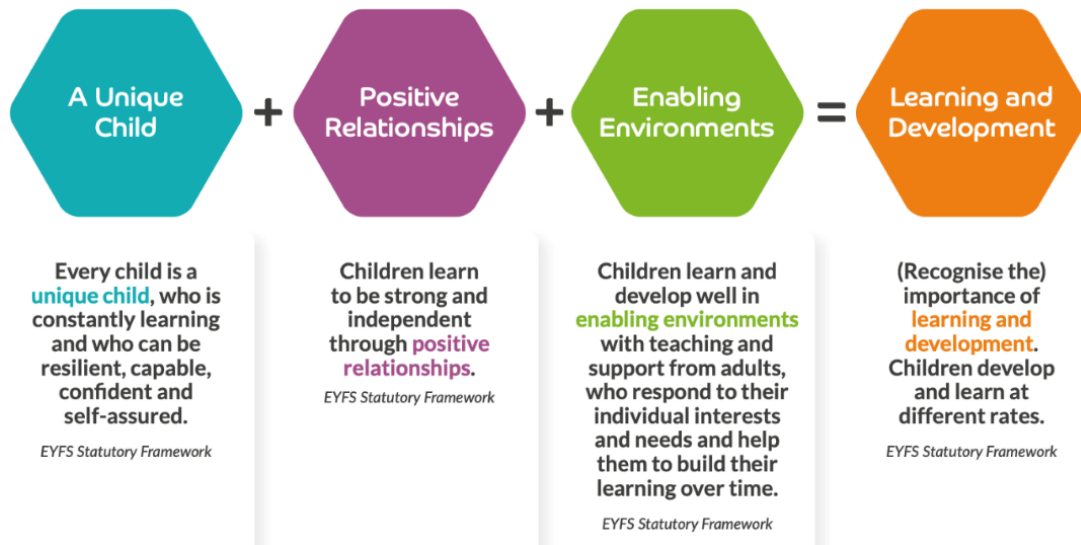 A Unique
Child
+
Positive
Relationships
+
Enabling
Environments
=
Learning and
Development
Every child is a
unique child, who is
constantly learning
and who can be
resilient, capable,
confident and
self-assured.
EYFS Statutory Framework
Children learn
to be strong and
independent
through positive
relationships.
EYFS Statutory Framework
Children learn and
develop well in
enabling environments
with teaching and
support from adults,
who respond to their
individual interests
and needs and help
them to build their
learning over time.
EYFS Statutory Framework
(Recognise the)
importance of
learning and
development.
Children develop
and learn at
different rates.
EYFS Statutory Framework